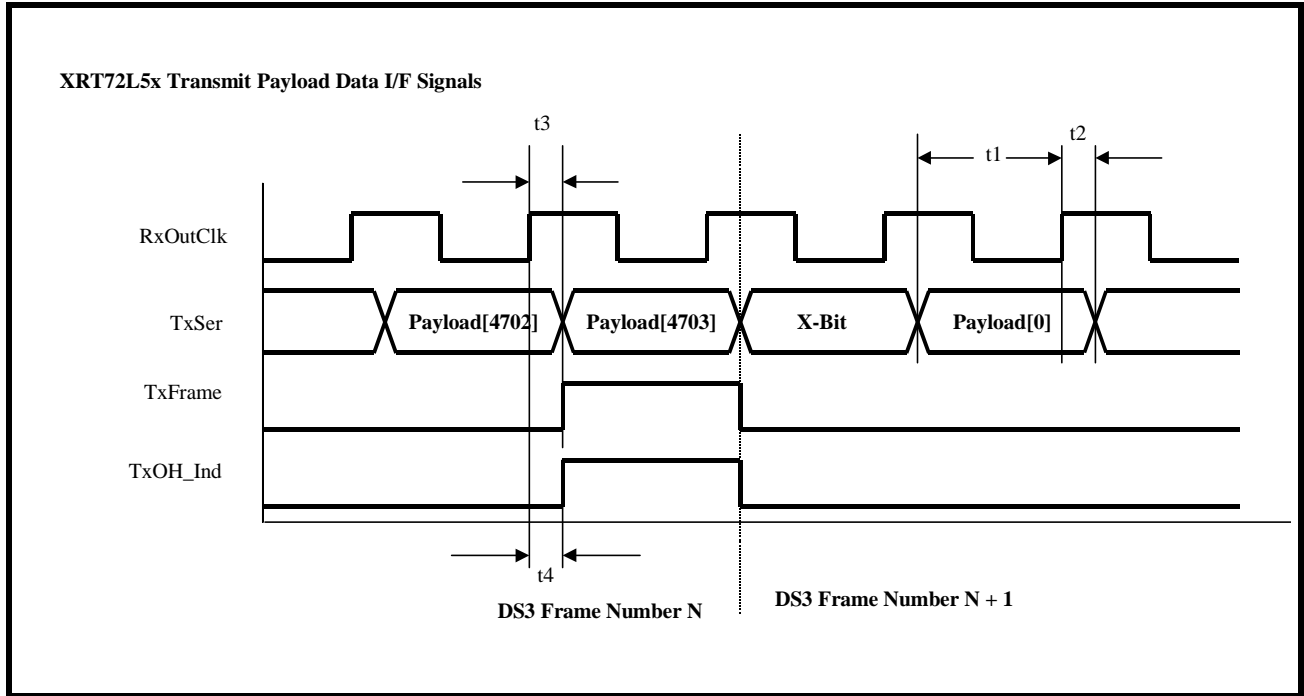 XRT72L5x Transmit Payload Data I/F Signals
t3
t2
t1
RxOutClk
TxSer
Payload[4702]
Payload[4703]
X-Bit
Payload[0]
TxFrame
TxOH_Ind
t4
DS3 Frame Number N
DS3 Frame Number N + 1